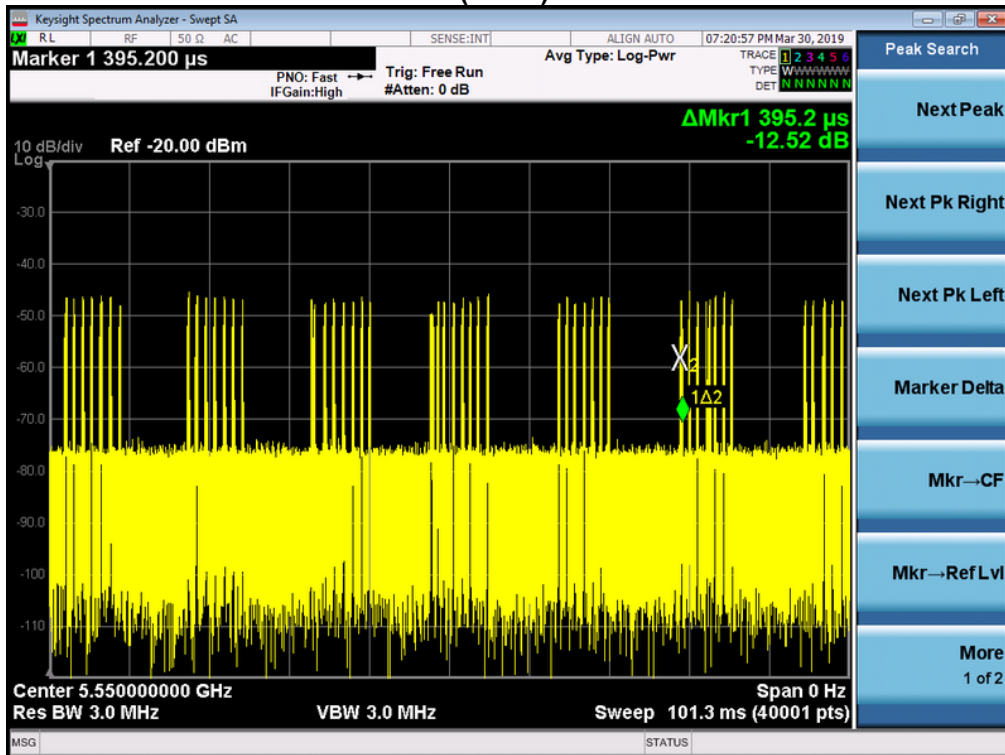 Keysight Spectrum Analyzer - Swept SA
LXI RL RF 50 Ω AC SENSE:INT ALIGN AUTO 07:20:57 PM Mar 30, 2019
Marker 1 395.200 μs
PNO: Fast
IFGain:High
Trig: Free Run
#Atten: 0 dB
Avg Type: Log-Pwr
TRACE 1 2 3 4 5 6
TYPE W
DET N N N N N N
Peak Search
Next Peak
Next Pk Right
Next Pk Left
Marker Delta
Mkr→CF
Mkr→Ref Lvl
More
1 of 2
ΔMkr1 395.2 μs
-12.52 dB
10 dB/div Ref -20.00 dBm
Log
-30.0
-40.0
-50.0
-60.0
X2
1Δ2
-70.0
-80.0
-90.0
-100
-110
Center 5.550000000 GHz Span 0 Hz
Res BW 3.0 MHz VBW 3.0 MHz Sweep 101.3 ms (40001 pts)
MSG STATUS